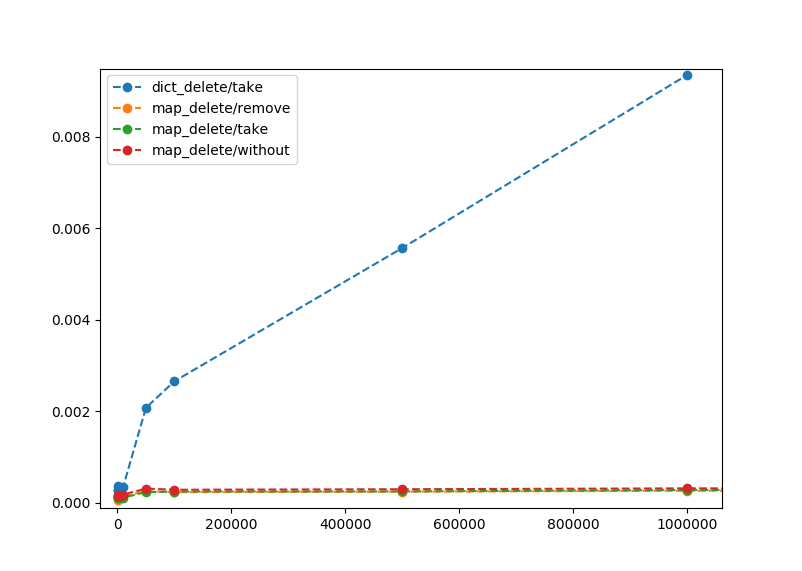 dict_delete/take
map_delete/remove
map_delete/take
map_delete/without
0.008
0.006
0.004
0.002
0.000
0 200000 400000 600000 800000 1000000